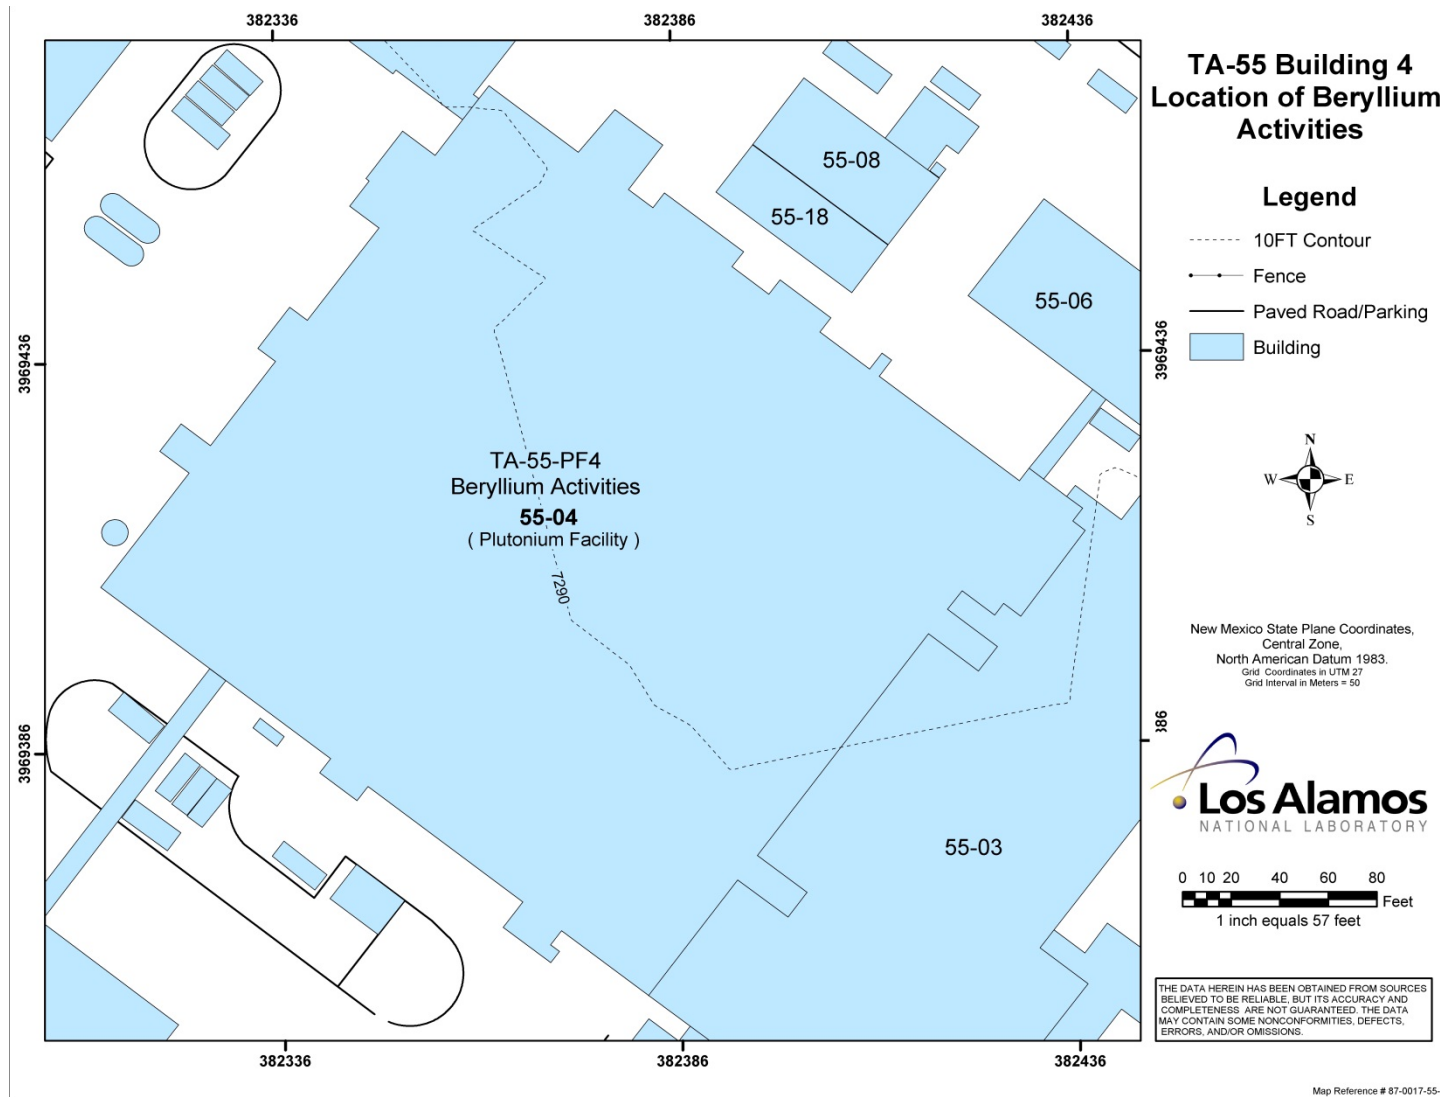 382336
382386
382436
TA-55 Building 4
Location of Beryllium
Activities
Legend
10FT Contour
Fence
Paved Road/Parking
Building
55-08
55-18
55-06
3969436
3969436
TA-55-PF4
Beryllium Activities
55-04
( Plutonium Facility )
7290
N
W
E
S
New Mexico State Plane Coordinates,
Central Zone,
North American Datum 1983.
Grid Coordinates in UTM 27
Grid Interval in Meters = 50
3969386
386
55-03
Los Alamos
NATIONAL LABORATORY
0 10 20 40 60 80
Feet
1 inch equals 57 feet
THE DATA HEREIN HAS BEEN OBTAINED FROM SOURCES
BELIEVED TO BE RELIABLE, BUT ITS ACCURACY AND
COMPLETENESS ARE NOT GUARANTEED. THE DATA
MAY CONTAIN SOME NONCONFORMITIES, DEFECTS,
ERRORS, AND/OR OMISSIONS.
382336
382386
382436
Map Reference # 87-0017-55-